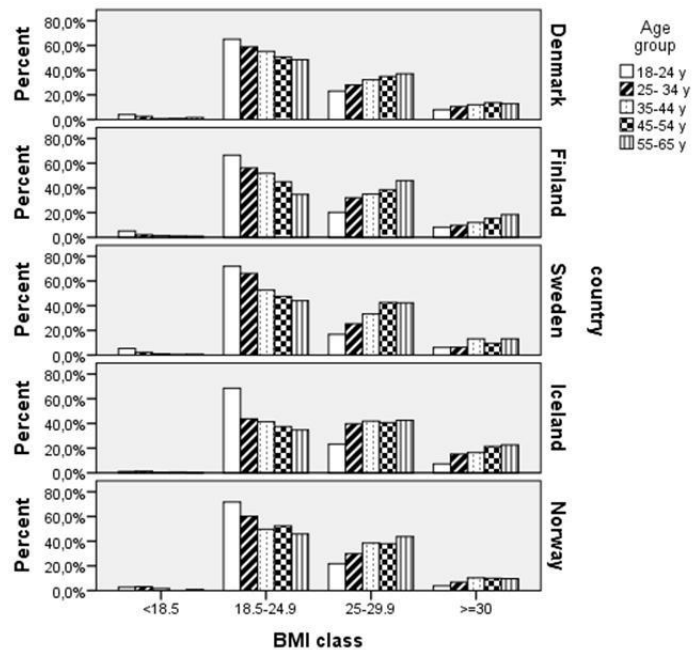 80,0%
60,0%
40,0%
20,0%
0,0%
Percent
Denmark
80,0%
60,0%
40,0%
20,0%
0,0%
Percent
Finland
80,0%
60,0%
40,0%
20,0%
0,0%
Percent
Sweden
80,0%
60,0%
40,0%
20,0%
0,0%
Percent
Iceland
80,0%
60,0%
40,0%
20,0%
0,0%
Percent
Norway
country
<18.5
18.5-24.9
25-29.9
>=30
BMI class
Age
group
18-24 y
25- 34 y
35-44 y
45-54 y
55-65 y